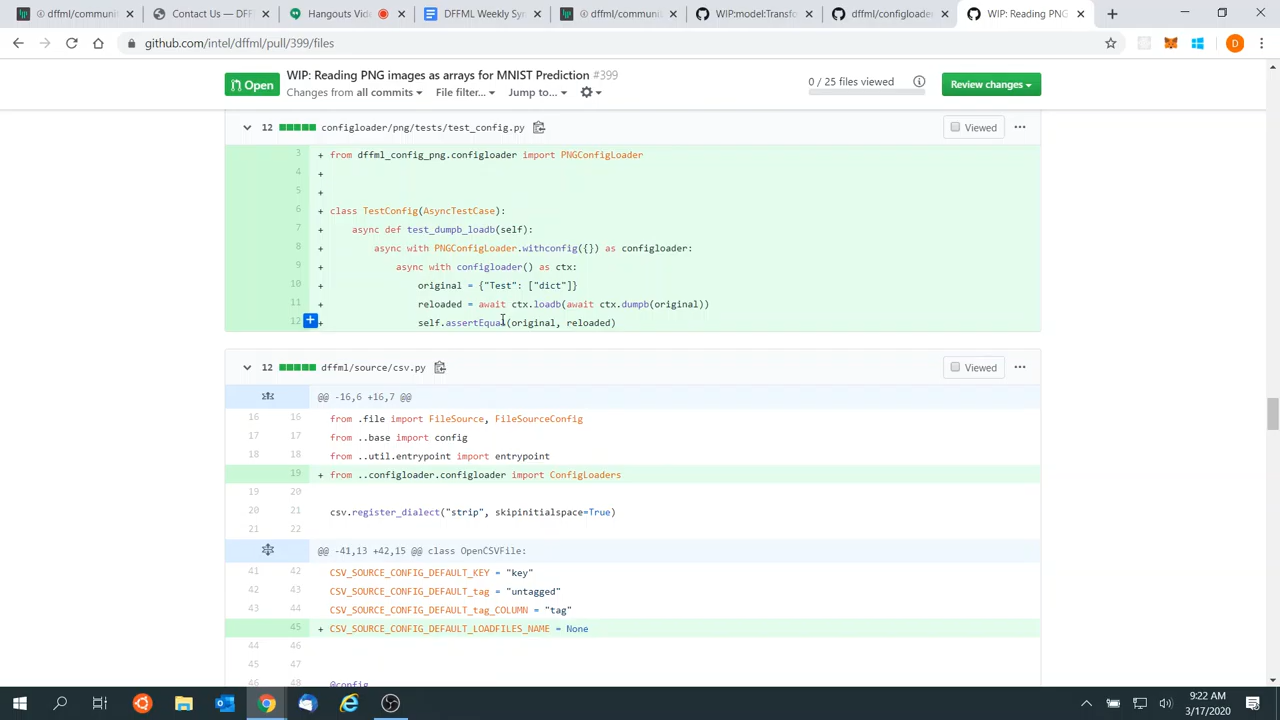 @ dffml/communi
Contact Us — DFF
Hangouts Video
DFFML Weekly Syn
@ dffml/communi
WIP:model:Transfo
dffml/configloade
WIP: Reading PNG
github.com/intel/dffml/pull/399/files
D
Open
WIP: Reading PNG images as arrays for MNIST Prediction #399
Changes from all commits
File filter...
Jump to...
0 / 25 files viewed
Review changes
12 configloader/png/tests/test_config.py
Viewed
3 + from dffml_config_png.configloader import PNGConfigLoader
4 +
5 +
6 + class TestConfig(AsyncTestCase):
7 + async def test_dumpb_loadb(self):
8 + async with PNGConfigLoader.withconfig({}) as configloader:
9 + async with configloader() as ctx:
10 + original = {"Test": ["dict"]}
11 + reloaded = await ctx.loadb(await ctx.dumpb(original))
12 + self.assertEqual(original, reloaded)
12 dffml/source/csv.py
Viewed
@@ -16,6 +16,7 @@
16 16 from .file import FileSource, FileSourceConfig
17 17 from ..base import config
18 18 from ..util.entrypoint import entrypoint
19 + from ..configloader.configloader import ConfigLoaders
19 20
20 21 csv.register_dialect("strip", skipinitialspace=True)
21 22
@@ -41,13 +42,15 @@ class OpenCSVFile:
41 42 CSV_SOURCE_CONFIG_DEFAULT_KEY = "key"
42 43 CSV_SOURCE_CONFIG_DEFAULT_tag = "untagged"
43 44 CSV_SOURCE_CONFIG_DEFAULT_tag_COLUMN = "tag"
45 + CSV_SOURCE_CONFIG_DEFAULT_LOADFILES_NAME = None
44 46
45 47
46 48 @config
9:22 AM
3/17/2020